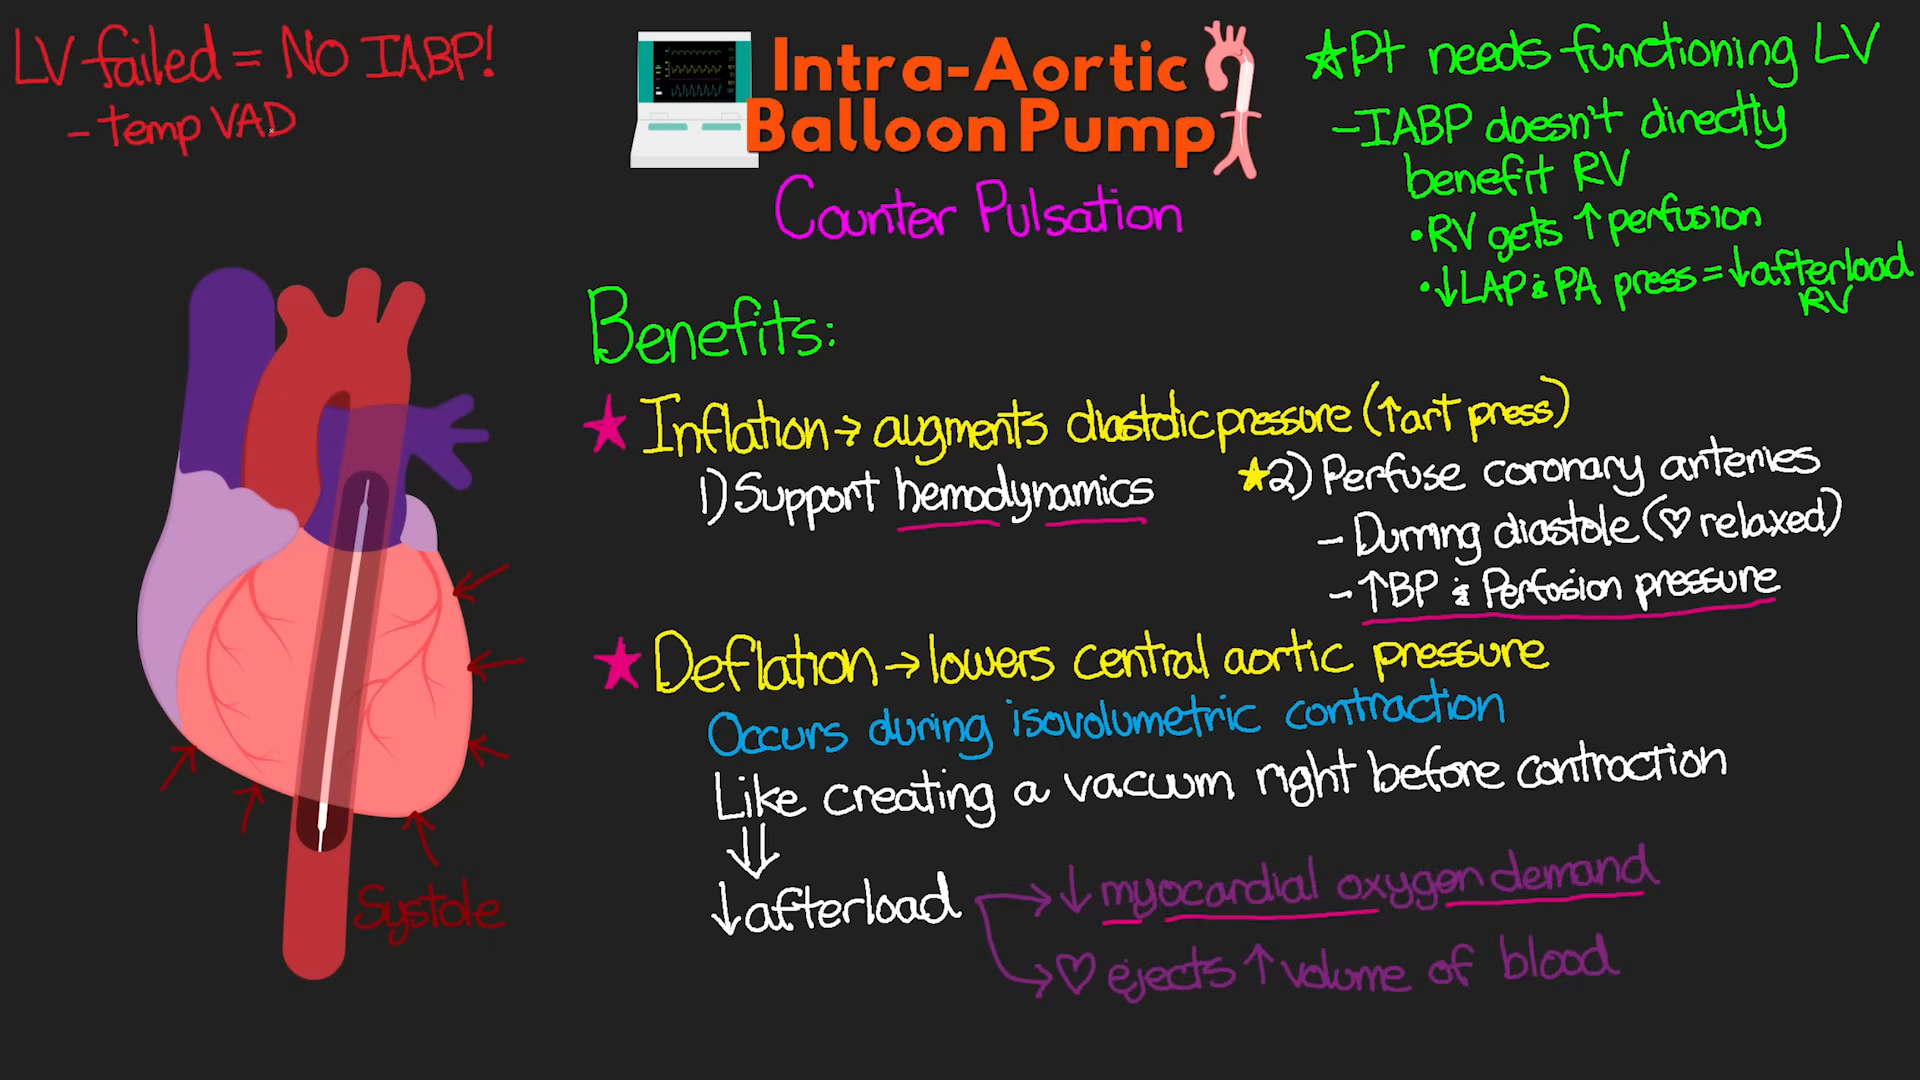 LV failed = NO IABP!
- temp VAD
Intra-Aortic
Balloon Pump
Counter Pulsation
★Pt needs functioning LV
- IABP doesn't directly
benefit RV
• RV gets ↑ perfusion
• ↓LAP & PA press = ↓afterload
RV
Benefits:
★ Inflation → augments diastolic pressure (↑art press)
1) Support hemodynamics
★2) Perfuse coronary arteries
- During diastole (♡ relaxed)
- ↑BP & Perfusion pressure
★ Deflation → lowers central aortic pressure
Occurs during isovolumetric contraction
Like creating a vacuum right before contraction
⇓
↓afterload → ↓ myocardial oxygen demand
→ ♡ ejects ↑ volume of blood
Systole